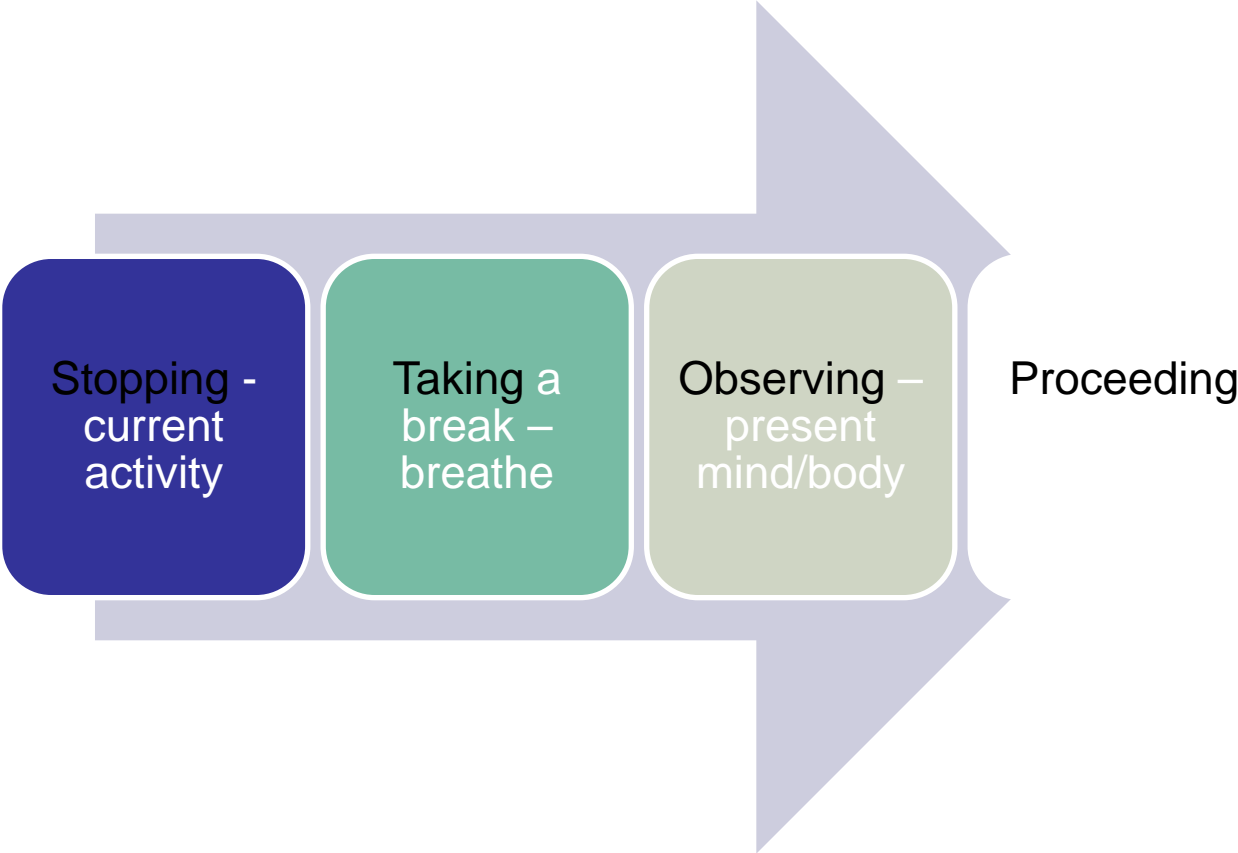 Stopping -
current
activity
Taking a
break –
breathe
Observing –
present
mind/body
Proceeding